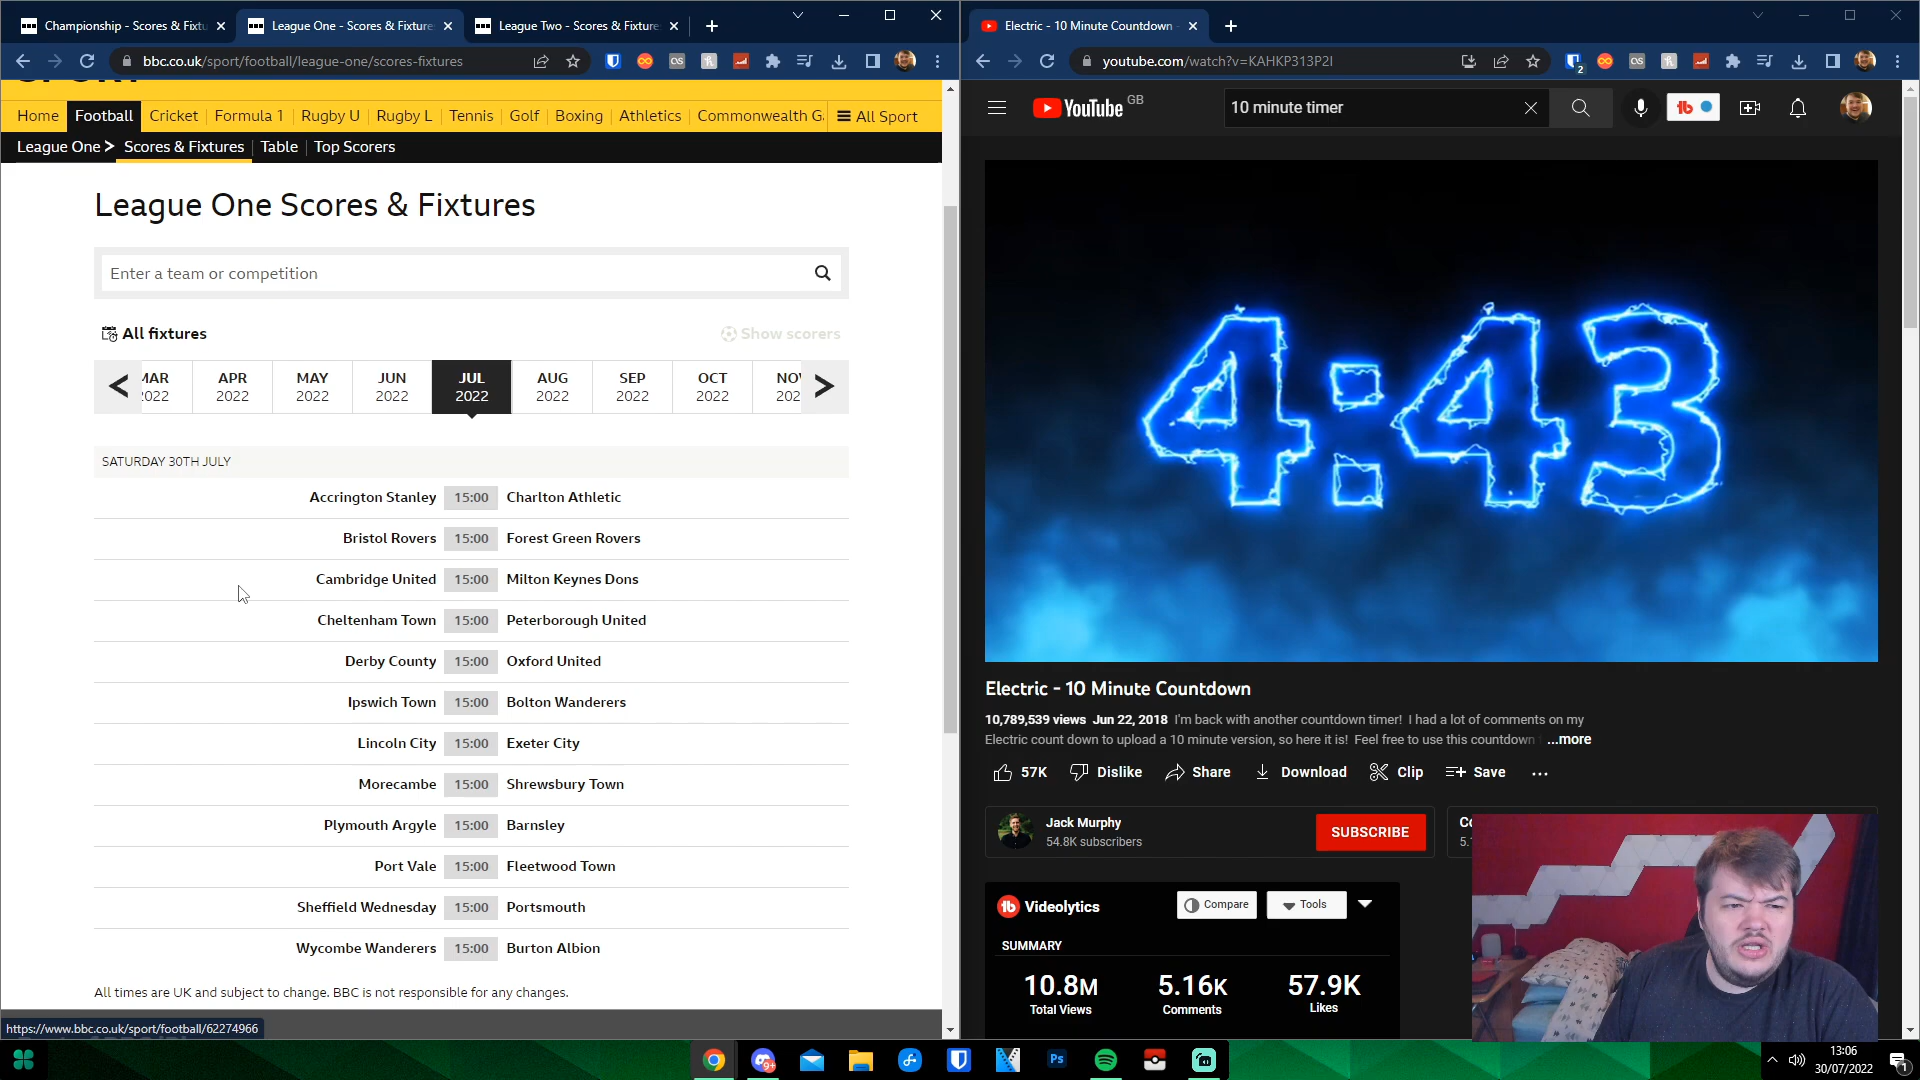 Championship - Scores & Fixtu
League One - Scores & Fixture
League Two - Scores & Fixture
bbc.co.uk/sport/football/league-one/scores-fixtures
Home
Football
Cricket
Formula 1
Rugby U
Rugby L
Tennis
Golf
Boxing
Athletics
Commonwealth G
All Sport
League One
Scores & Fixtures
Table
Top Scorers
League One Scores & Fixtures
Enter a team or competition
All fixtures
Show scorers
MAR 2022
APR 2022
MAY 2022
JUN 2022
JUL 2022
AUG 2022
SEP 2022
OCT 2022
NOV 202
SATURDAY 30TH JULY
Accrington Stanley 15:00 Charlton Athletic
Bristol Rovers 15:00 Forest Green Rovers
Cambridge United 15:00 Milton Keynes Dons
Cheltenham Town 15:00 Peterborough United
Derby County 15:00 Oxford United
Ipswich Town 15:00 Bolton Wanderers
Lincoln City 15:00 Exeter City
Morecambe 15:00 Shrewsbury Town
Plymouth Argyle 15:00 Barnsley
Port Vale 15:00 Fleetwood Town
Sheffield Wednesday 15:00 Portsmouth
Wycombe Wanderers 15:00 Burton Albion
All times are UK and subject to change. BBC is not responsible for any changes.
https://www.bbc.co.uk/sport/football/62274966
Electric - 10 Minute Countdown -
youtube.com/watch?v=KAHKP313P2I
YouTube GB
10 minute timer
4:43
Electric - 10 Minute Countdown
10,789,539 views Jun 22, 2018 I'm back with another countdown timer! I had a lot of comments on my
Electric count down to upload a 10 minute version, so here it is! Feel free to use this countdown ...more
57K
Dislike
Share
Download
Clip
Save
Jack Murphy
54.8K subscribers
SUBSCRIBE
Videolytics
Compare
Tools
SUMMARY
10.8M
Total Views
5.16K
Comments
57.9K
Likes
13:06
30/07/2022